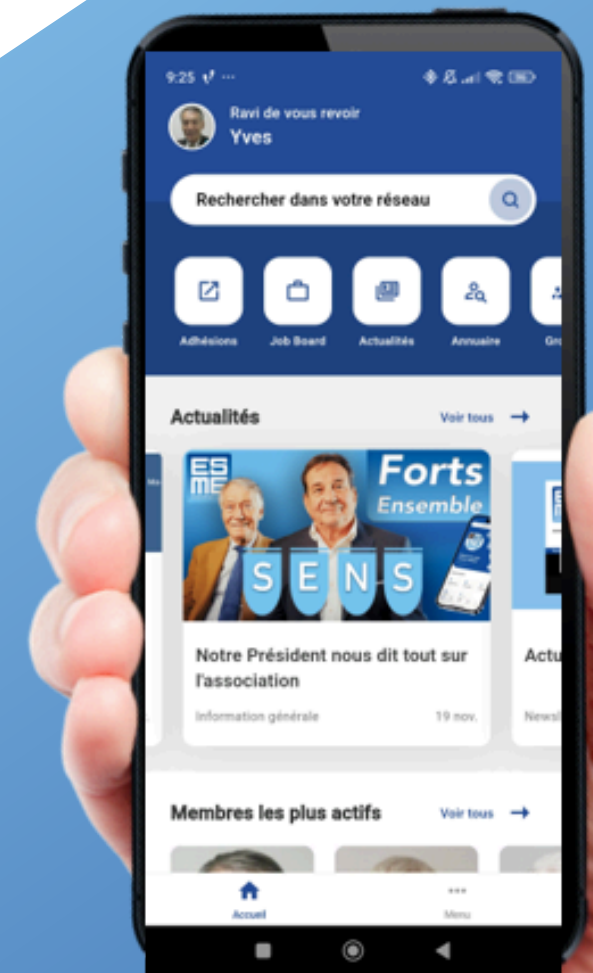 9:25
Ravi de vous revoir
Yves
Rechercher dans votre réseau
Adhésions
Job Board
Actualités
Annuaire
Gro
Actualités
Voir tous
ES
ME
Forts
Ensemble
SENS
Notre Président nous dit tout sur
l'association
Information générale
19 nov.
Actu
Newsl
Membres les plus actifs
Voir tous
Accueil
Menu